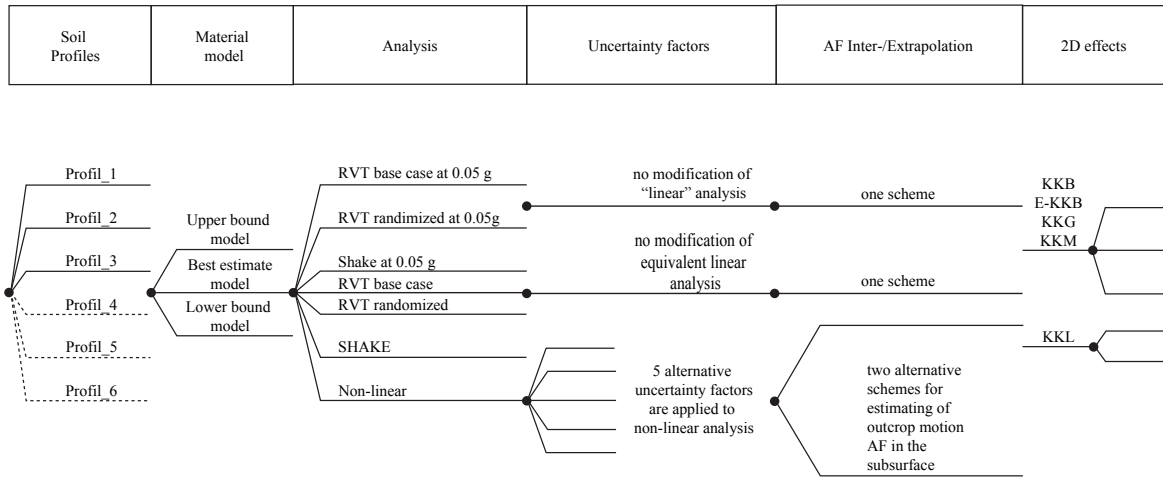 Soil
Profiles
Material
model
Analysis
Uncertainty factors
AF Inter-/Extrapolation
2D effects
Profil_1
Profil_2
Profil_3
Profil_4
Profil_5
Profil_6
Upper bound
model
Best estimate
model
Lower bound
model
RVT base case at 0.05 g
RVT randimized at 0.05g
Shake at 0.05 g
RVT base case
RVT randomized
SHAKE
Non-linear
no modification of
“linear” analysis
no modification of
equivalent linear
analysis
5 alternative
uncertainty factors
are applied to
non-linear analysis
one scheme
one scheme
two alternative
schemes for
estimating of
outcrop motion
AF in the
subsurface
KKB
E-KKB
KKG
KKM
KKL